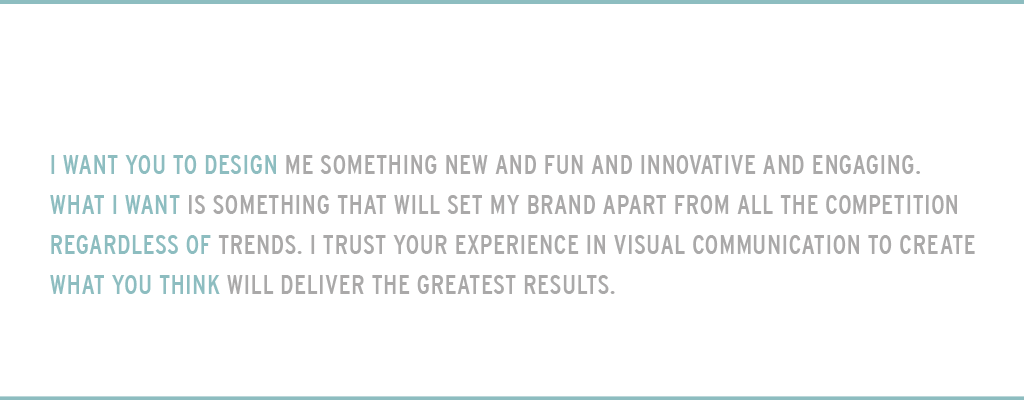 I WANT YOU TO DESIGN ME SOMETHING NEW AND FUN AND INNOVATIVE AND ENGAGING.
WHAT I WANT IS SOMETHING THAT WILL SET MY BRAND APART FROM ALL THE COMPETITION
REGARDLESS OF TRENDS. I TRUST YOUR EXPERIENCE IN VISUAL COMMUNICATION TO CREATE
WHAT YOU THINK WILL DELIVER THE GREATEST RESULTS.